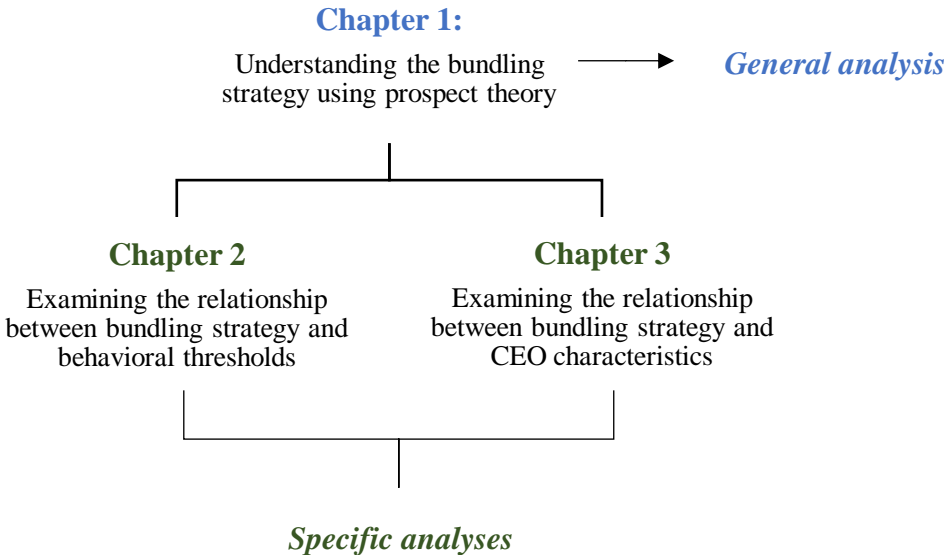 Chapter 1:
Understanding the bundling
strategy using prospect theory
General analysis
Chapter 2
Examining the relationship
between bundling strategy and
behavioral thresholds
Chapter 3
Examining the relationship
between bundling strategy and
CEO characteristics
Specific analyses